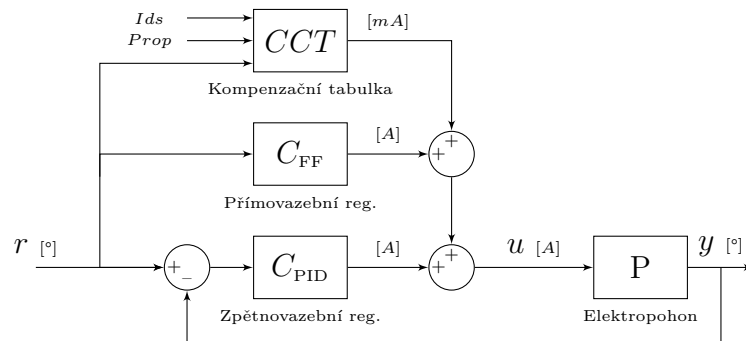 Ids
Prop
CCT
[mA]
Kompenzační tabulka
C_FF
[A]
+
+
Přímovazební reg.
r [°]
+
−
C_PID
[A]
+
+
u [A]
P
y [°]
Zpětnovazební reg.
Elektropohon